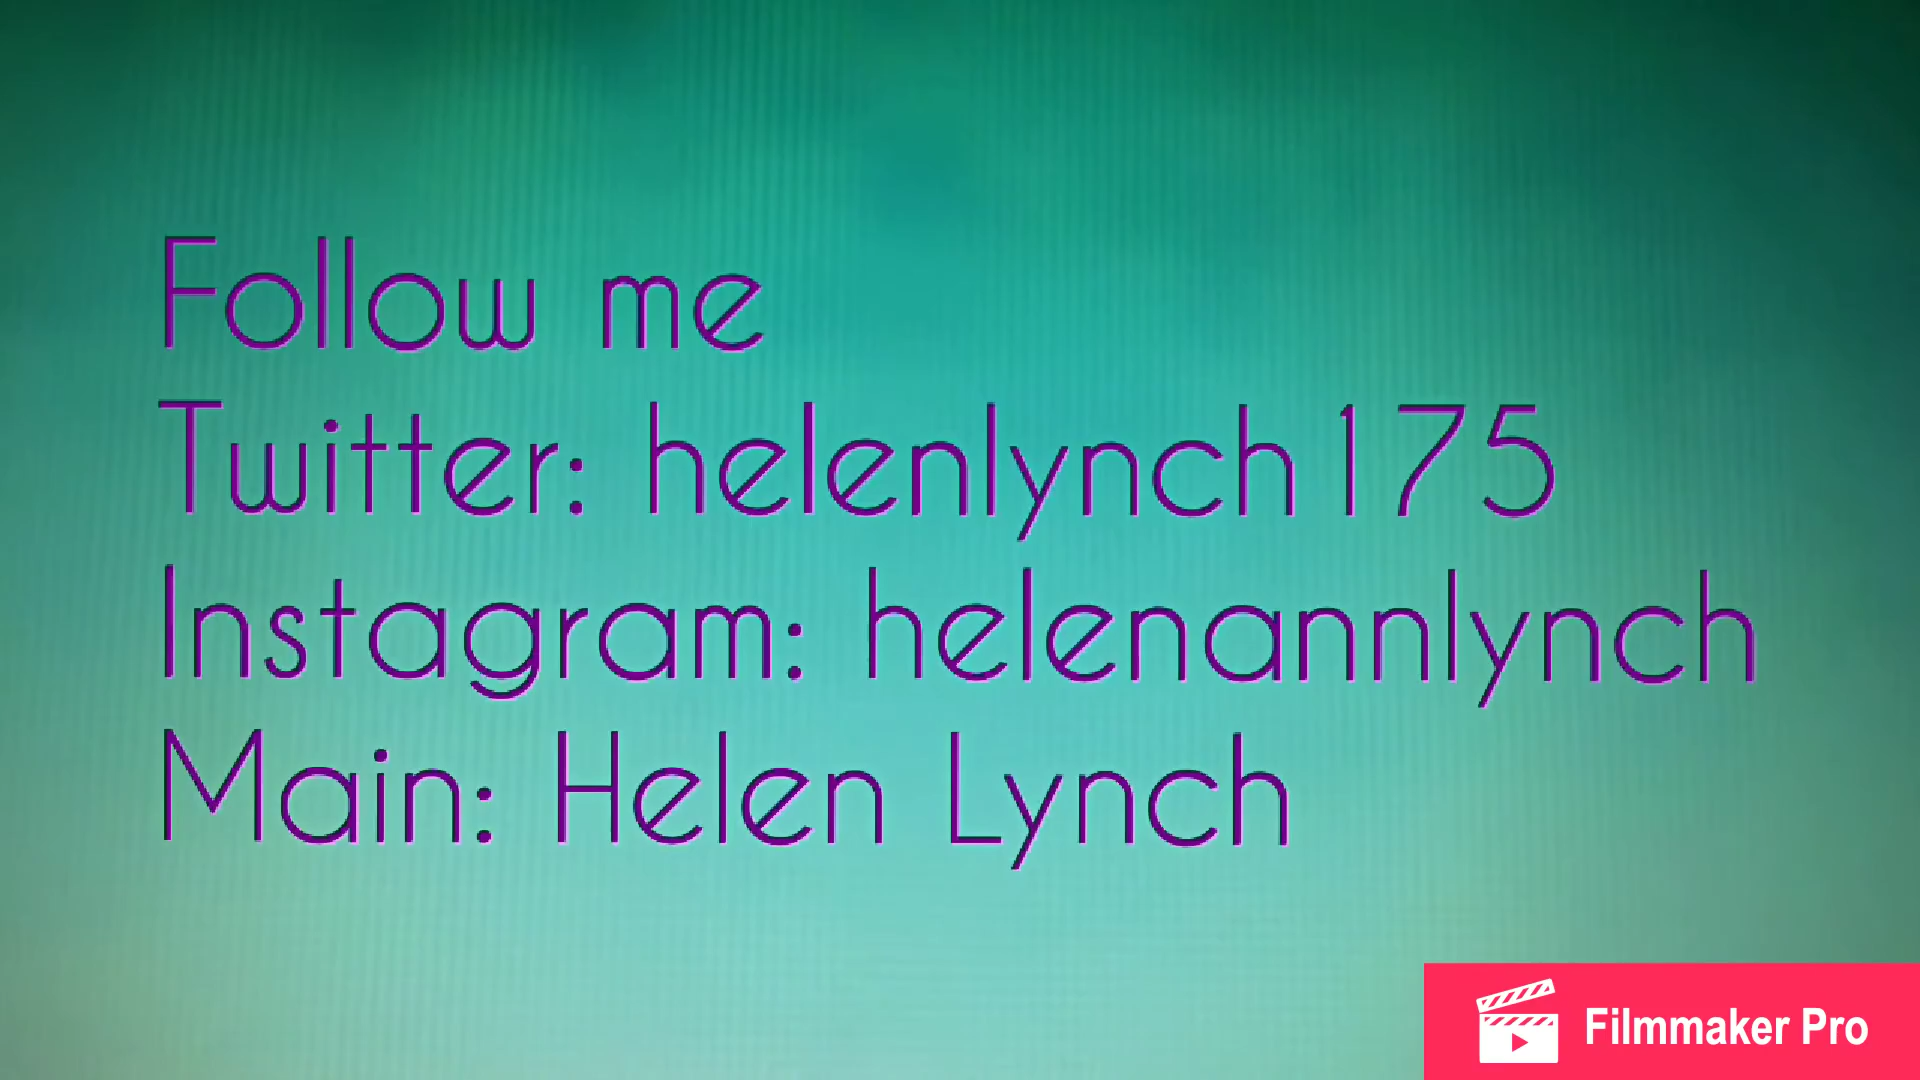 Follow me
Twitter: helenlynch175
Instagram: helenannlynch
Main: Helen Lynch
Filmmaker Pro